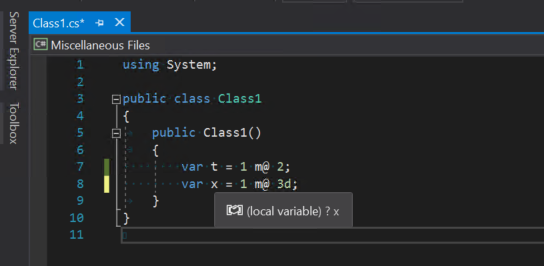 Class1.cs*
Miscellaneous Files
Server Explorer
Toolbox
1 using System;
2
3 public class Class1
4 {
5 public Class1()
6 {
7 var t = 1 m@ 2;
8 var x = 1 m@ 3d;
9 }
(local variable) ? x
10 }
11